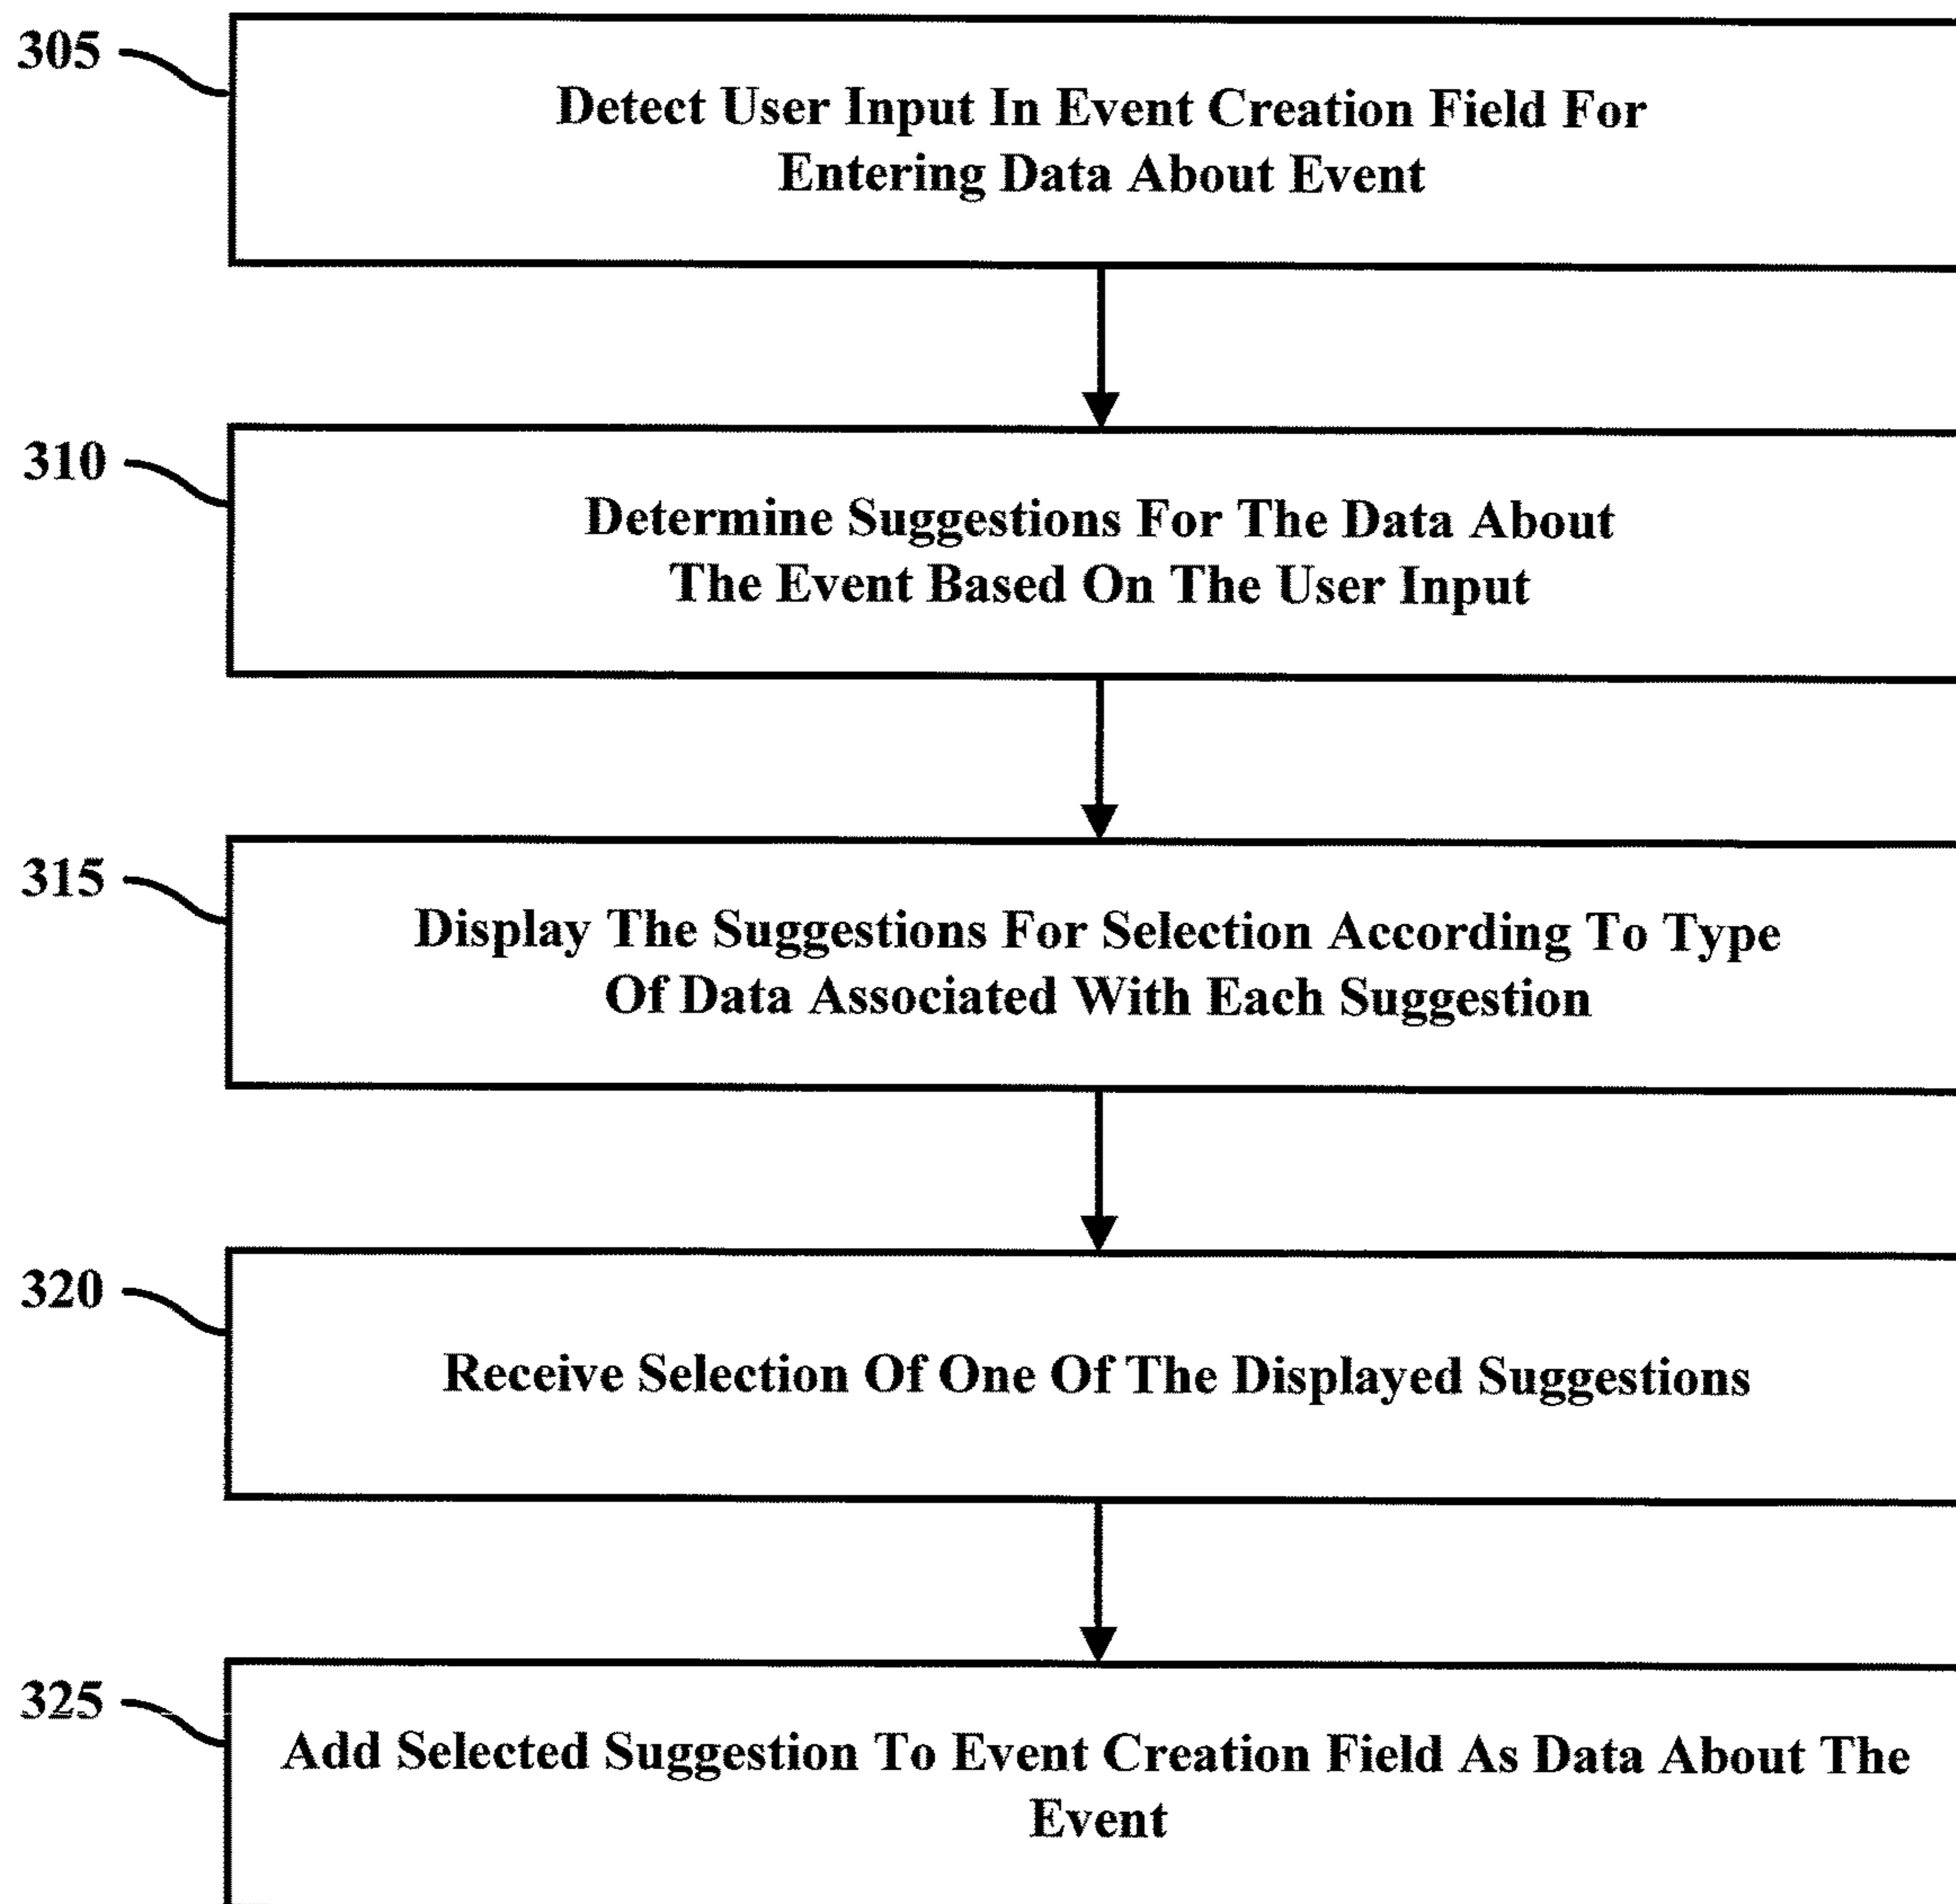 305
Detect User Input In Event Creation Field For
Entering Data About Event
310
Determine Suggestions For The Data About
The Event Based On The User Input
315
Display The Suggestions For Selection According To Type
Of Data Associated With Each Suggestion
320
Receive Selection Of One Of The Displayed Suggestions
325
Add Selected Suggestion To Event Creation Field As Data About The
Event